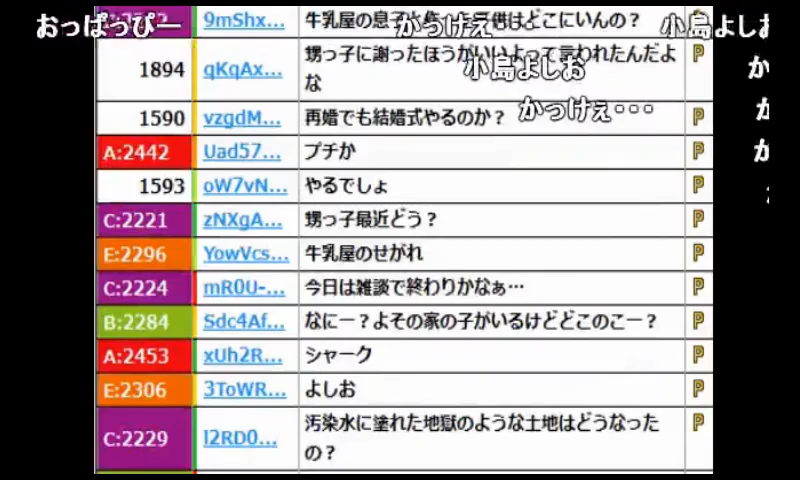 おっぱっぴー
かっけぇ・・・
小島よしお
9mShx...
牛乳屋の息子
供はどこにいんの？
1894
qKqAx...
甥っ子に謝ったほうがいいよって言われたんだよ
な
小島よしお
か
1590
vzgdM...
再婚でも結婚式やるのか？
かっけぇ・・・
A:2442
Uad57...
プチか
か
1593
oW7vN...
やるでしょ
C:2221
zNXgA...
甥っ子最近どう？
E:2296
YowVcs...
牛乳屋のせがれ
C:2224
mR0U-...
今日は雑談で終わりかなぁ…
B:2284
Sdc4Af...
なにー？よその家の子がいるけどどこのこー？
A:2453
xUh2R...
シャーク
E:2306
3ToWR...
よしお
C:2229
l2RD0...
汚染水に塗れた地獄のような土地はどうなった
の？